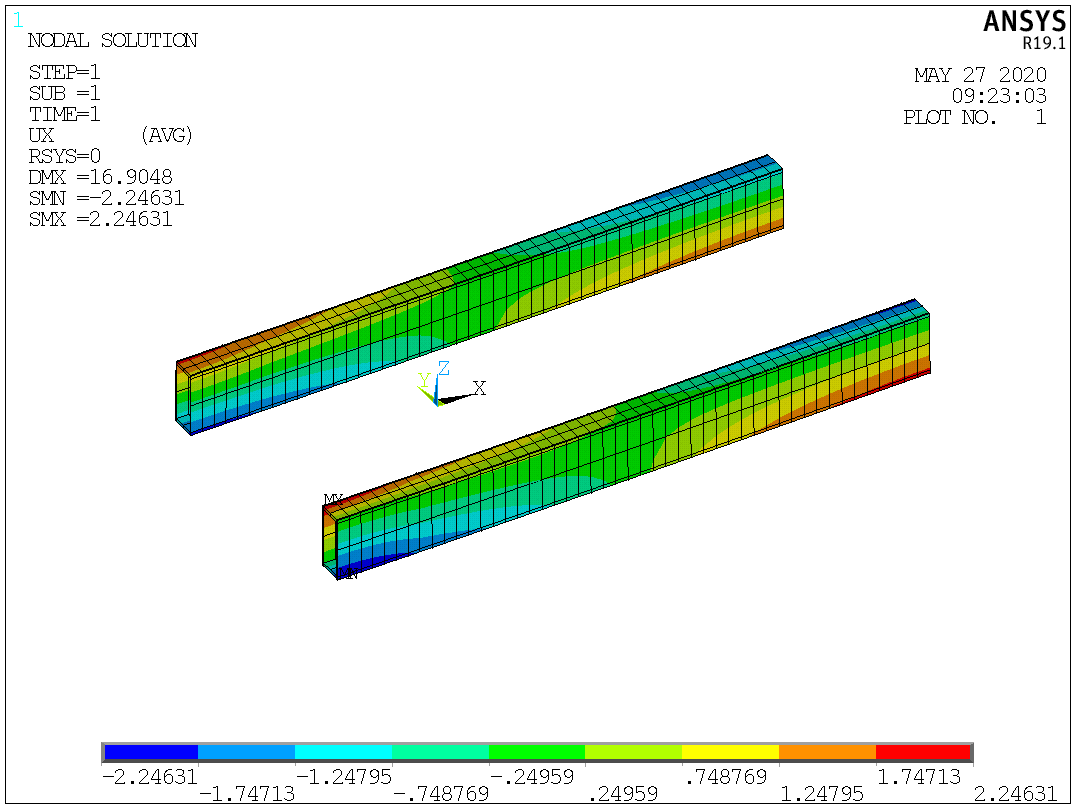 1
ANSYS
R19.1
NODAL SOLUTION
STEP=1
SUB =1
TIME=1
UX (AVG)
RSYS=0
DMX =16.9048
SMN =-2.24631
SMX =2.24631
MAY 27 2020
09:23:03
PLOT NO. 1
Z
Y
X
MX
MN
-2.24631 -1.24795 -.24959 .748769 1.74713
-1.74713 -.748769 .24959 1.24795 2.24631